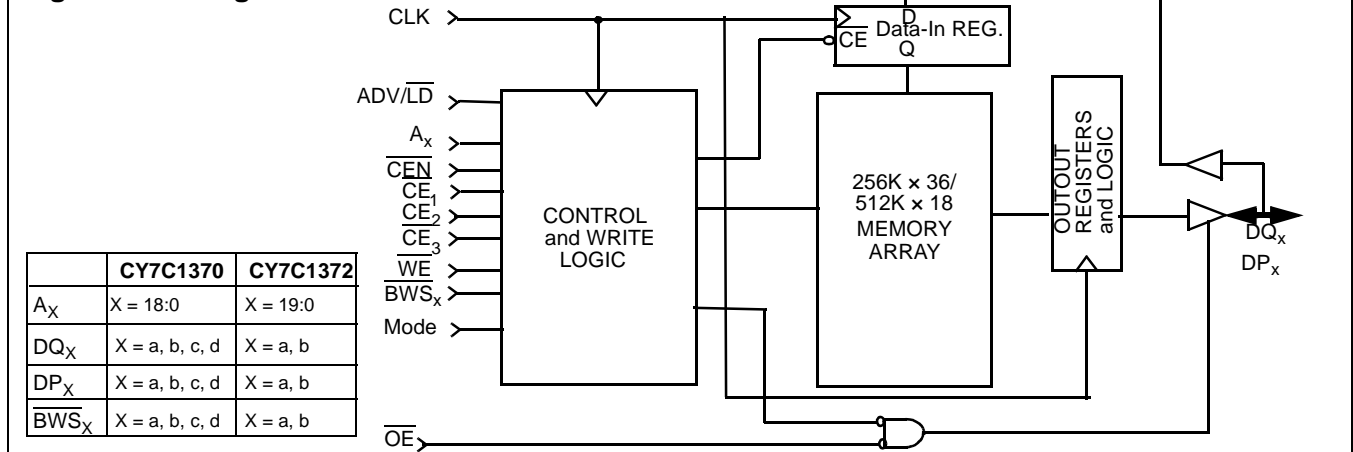 CLK
D
CE Data-In REG.
Q
ADV/LD
Ax
CEN
CE1
CE2
CE3
WE
BWSx
Mode
CONTROL
and WRITE
LOGIC
256K × 36/
512K × 18
MEMORY
ARRAY
OUTOUT
REGISTERS
and LOGIC
DQx
DPx
CY7C1370 CY7C1372
AX X = 18:0 X = 19:0
DQX X = a, b, c, d X = a, b
DPX X = a, b, c, d X = a, b
BWSX X = a, b, c, d X = a, b
OE